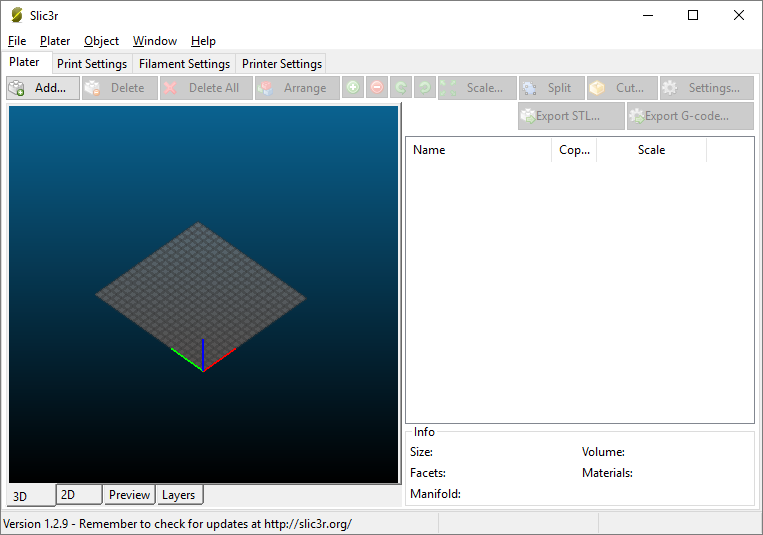 Slic3r
File Plater Object Window Help
Plater Print Settings Filament Settings Printer Settings
Add... Delete Delete All Arrange Scale... Split Cut... Settings...
Export STL... Export G-code...
Name Cop... Scale
Info
Size: Volume:
Facets: Materials:
Manifold:
3D 2D Preview Layers
Version 1.2.9 - Remember to check for updates at http://slic3r.org/